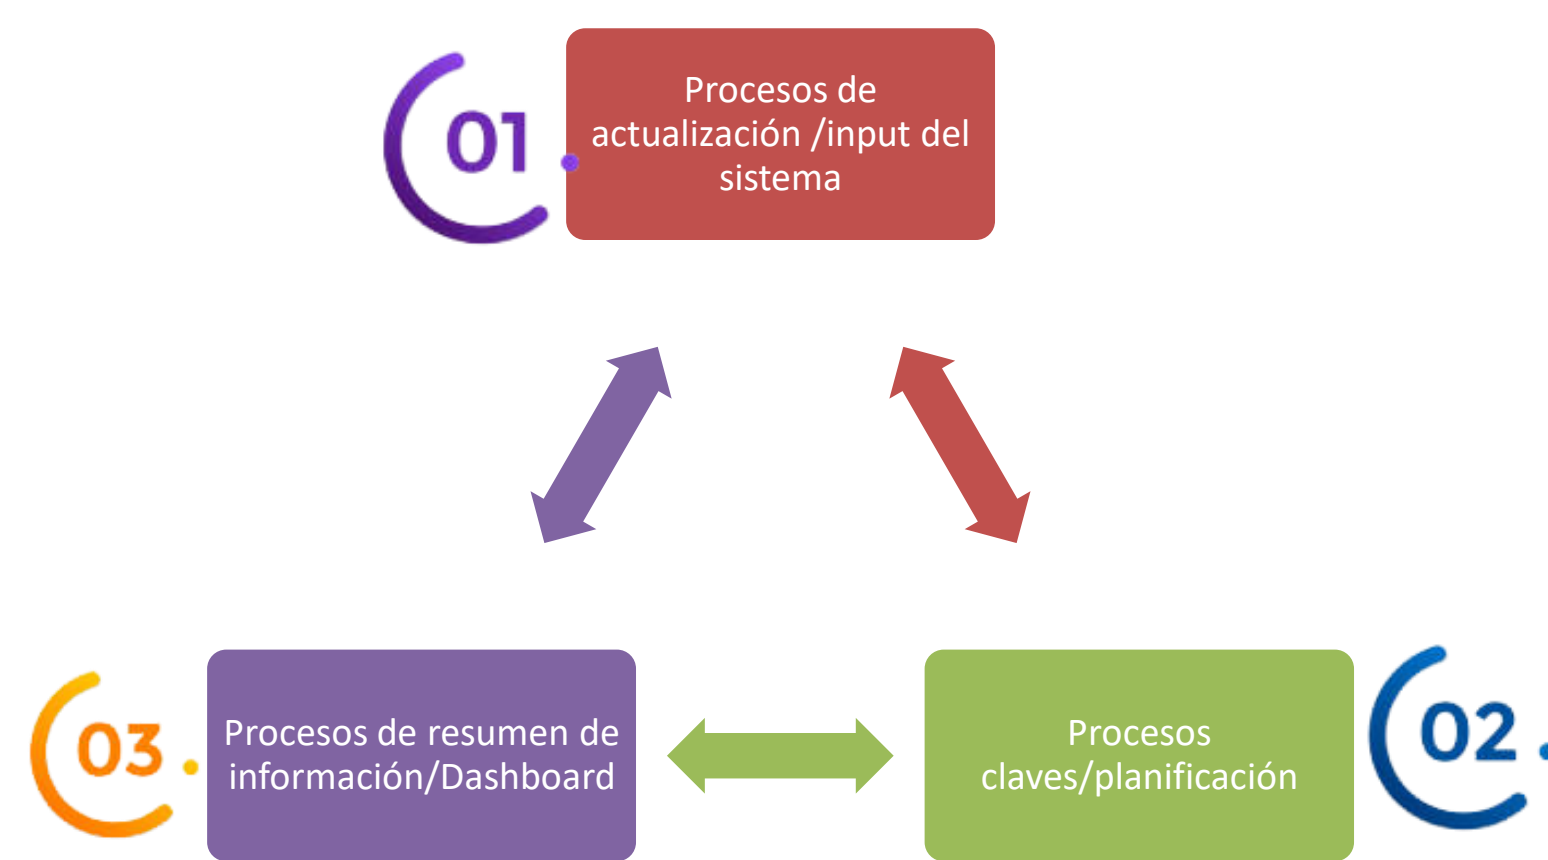 01
Procesos de
actualización /input del
sistema
03
Procesos de resumen de
información/Dashboard
Procesos
claves/planificación
02